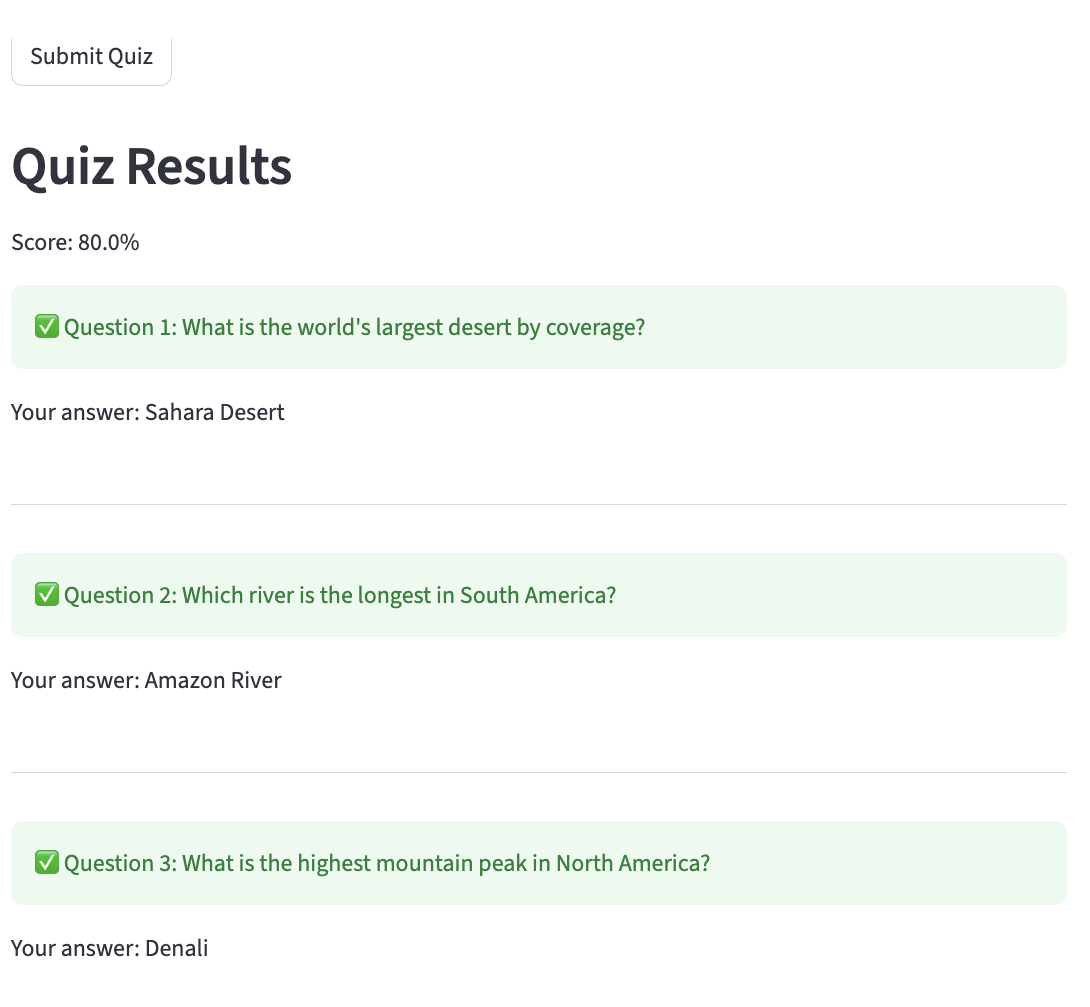 Submit Quiz
Quiz Results
Score: 80.0%
✅ Question 1: What is the world's largest desert by coverage?
Your answer: Sahara Desert
✅ Question 2: Which river is the longest in South America?
Your answer: Amazon River
✅ Question 3: What is the highest mountain peak in North America?
Your answer: Denali